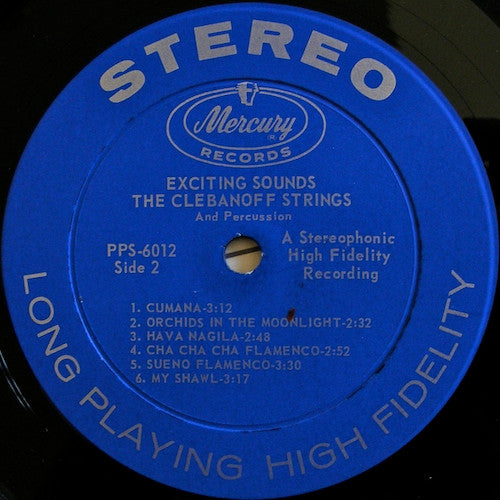 STEREO
Mercury
®
RECORDS
EXCITING SOUNDS
THE CLEBANOFF STRINGS
And Percussion
PPS-6012
Side 2
A Stereophonic
High Fidelity
Recording
1. CUMANA-3:12
2. ORCHIDS IN THE MOONLIGHT-2:32
3. HAVA NAGILA-2:48
4. CHA CHA CHA FLAMENCO-2:52
5. SUENO FLAMENCO-3:30
6. MY SHAWL-3:17
LONG PLAYING HIGH FIDELITY